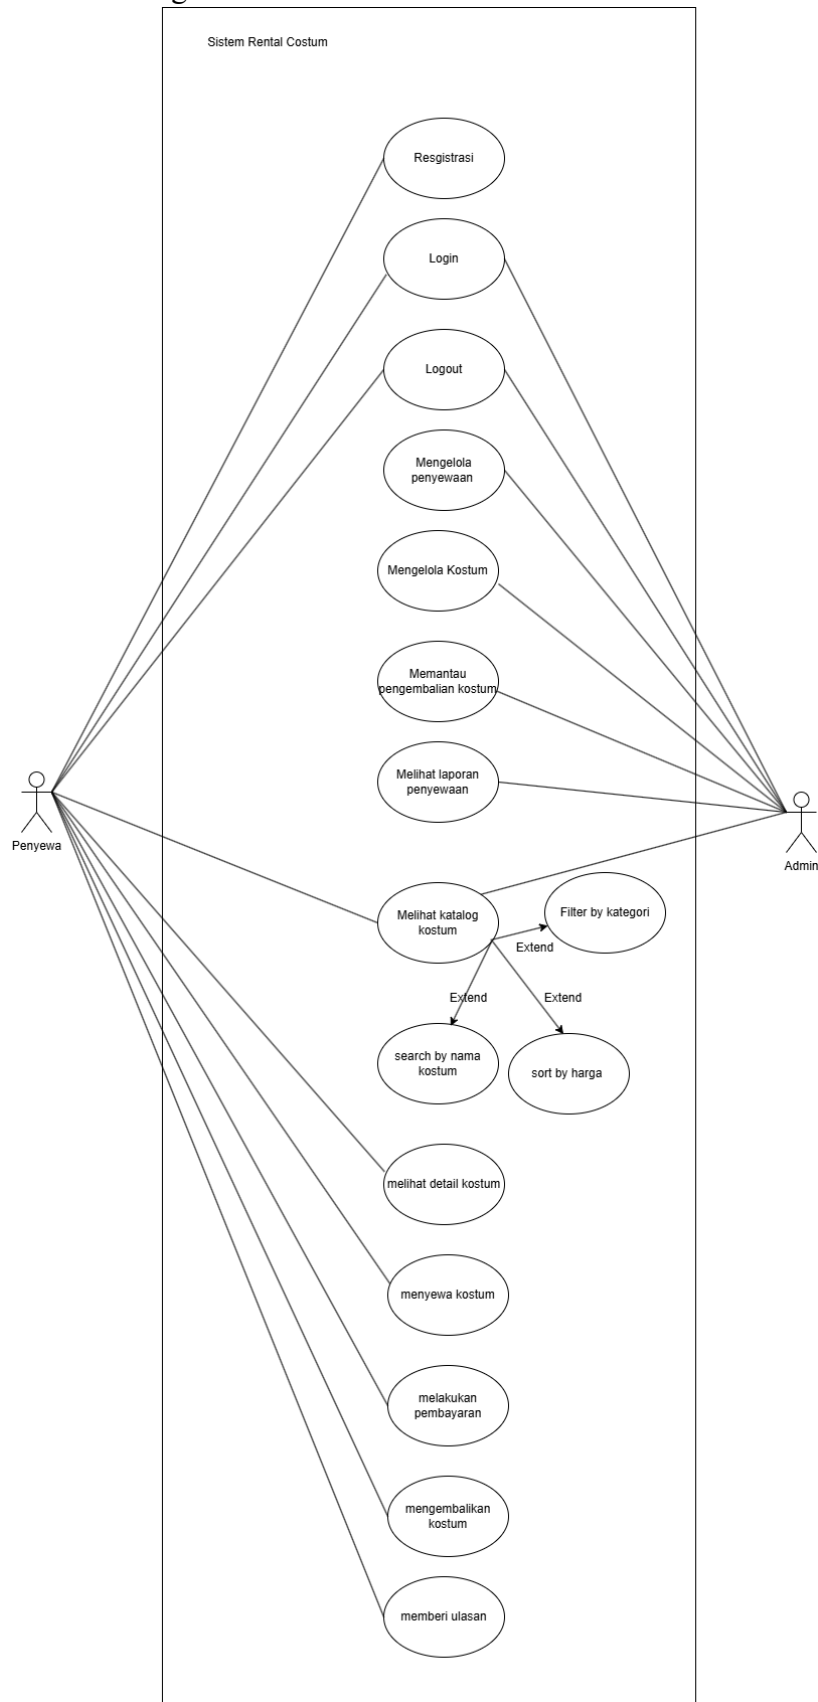 Sistem Rental Costum
Resgistrasi
Login
Logout
Mengelola
penyewaan
Mengelola Kostum
Memantau
pengembalian kostum
Melihat laporan
penyewaan
Penyewa
Admin
Melihat katalog
kostum
Filter by kategori
Extend
Extend
Extend
search by nama
kostum
sort by harga
melihat detail kostum
menyewa kostum
melakukan
pembayaran
mengembalikan
kostum
memberi ulasan